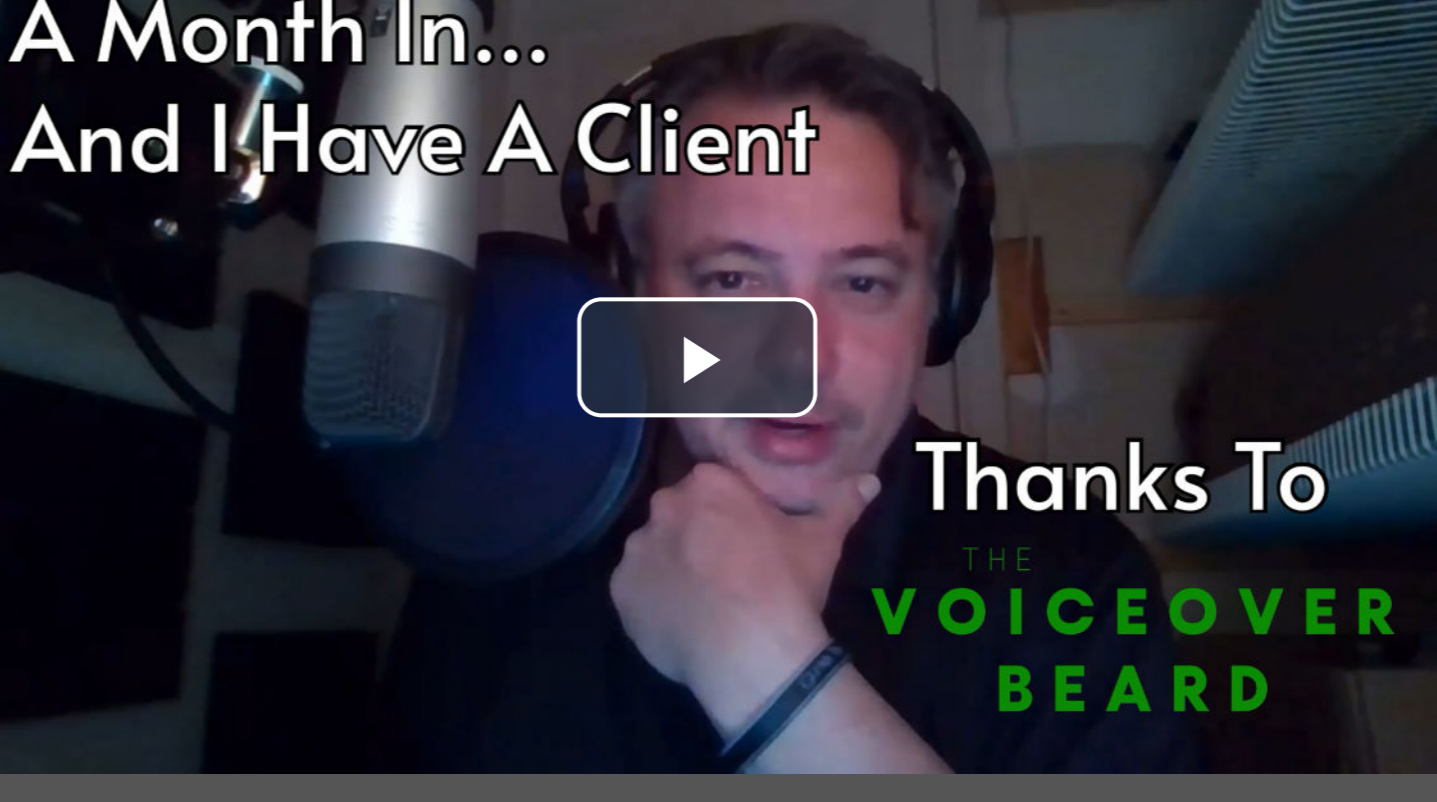 A Month In...
And I Have A Client
Thanks To
THE
VOICEOVER
BEARD